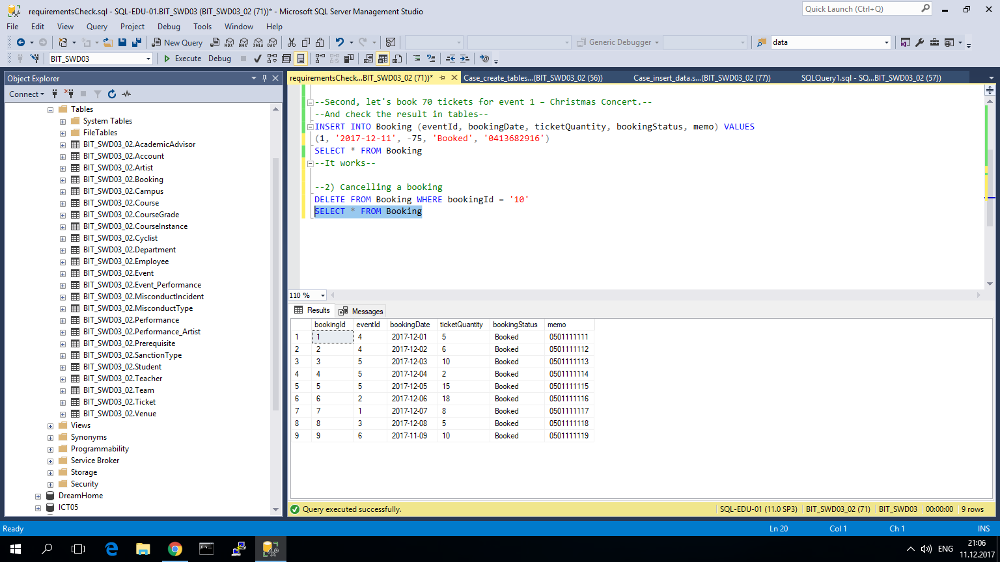 requirementsCheck.sql - SQL-EDU-01.BIT_SWD03 (BIT_SWD03_02 (71))* - Microsoft SQL Server Management Studio
Quick Launch (Ctrl+Q)
File Edit View Query Project Debug Tools Window Help
New Query
MDX DMX XMLA DAX
Generic Debugger
data
BIT_SWD03
Execute Debug
Object Explorer
requirementsCheck...BIT_SWD03_02 (71))* Case_create_tables...(BIT_SWD03_02 (56)) Case_insert_data.s...(BIT_SWD03_02 (77)) SQLQuery1.sql - SQ...BIT_SWD03_02 (57))
Connect
Tables
System Tables
FileTables
BIT_SWD03_02.AcademicAdvisor
BIT_SWD03_02.Account
BIT_SWD03_02.Artist
BIT_SWD03_02.Booking
BIT_SWD03_02.Campus
BIT_SWD03_02.Course
BIT_SWD03_02.CourseGrade
BIT_SWD03_02.CourseInstance
BIT_SWD03_02.Cyclist
BIT_SWD03_02.Department
BIT_SWD03_02.Employee
BIT_SWD03_02.Event
BIT_SWD03_02.Event_Performance
BIT_SWD03_02.MisconductIncident
BIT_SWD03_02.MisconductType
BIT_SWD03_02.Performance
BIT_SWD03_02.Performance_Artist
BIT_SWD03_02.Prerequisite
BIT_SWD03_02.SanctionType
BIT_SWD03_02.Student
BIT_SWD03_02.Teacher
BIT_SWD03_02.Team
BIT_SWD03_02.Ticket
BIT_SWD03_02.Venue
Views
Synonyms
Programmability
Service Broker
Storage
Security
DreamHome
ICT05
--Second, let's book 70 tickets for event 1 – Christmas Concert.--
--And check the result in tables--
INSERT INTO Booking (eventId, bookingDate, ticketQuantity, bookingStatus, memo) VALUES
(1, '2017-12-11', -75, 'Booked', '0413682916')
SELECT * FROM Booking
--It works--
--2) Cancelling a booking
DELETE FROM Booking WHERE bookingId = '10'
SELECT * FROM Booking
110 %
Results Messages
bookingId eventId bookingDate ticketQuantity bookingStatus memo
1 1 4 2017-12-01 5 Booked 0501111111
2 2 4 2017-12-02 6 Booked 0501111112
3 3 5 2017-12-03 10 Booked 0501111113
4 4 5 2017-12-04 2 Booked 0501111114
5 5 5 2017-12-05 15 Booked 0501111115
6 6 2 2017-12-06 18 Booked 0501111116
7 7 1 2017-12-07 8 Booked 0501111117
8 8 3 2017-12-08 5 Booked 0501111118
9 9 6 2017-11-09 10 Booked 0501111119
Query executed successfully. SQL-EDU-01 (11.0 SP3) BIT_SWD03_02 (71) BIT_SWD03 00:00:00 9 rows
Ready Ln 20 Col 1 Ch 1 INS
ENG
21:06
11.12.2017